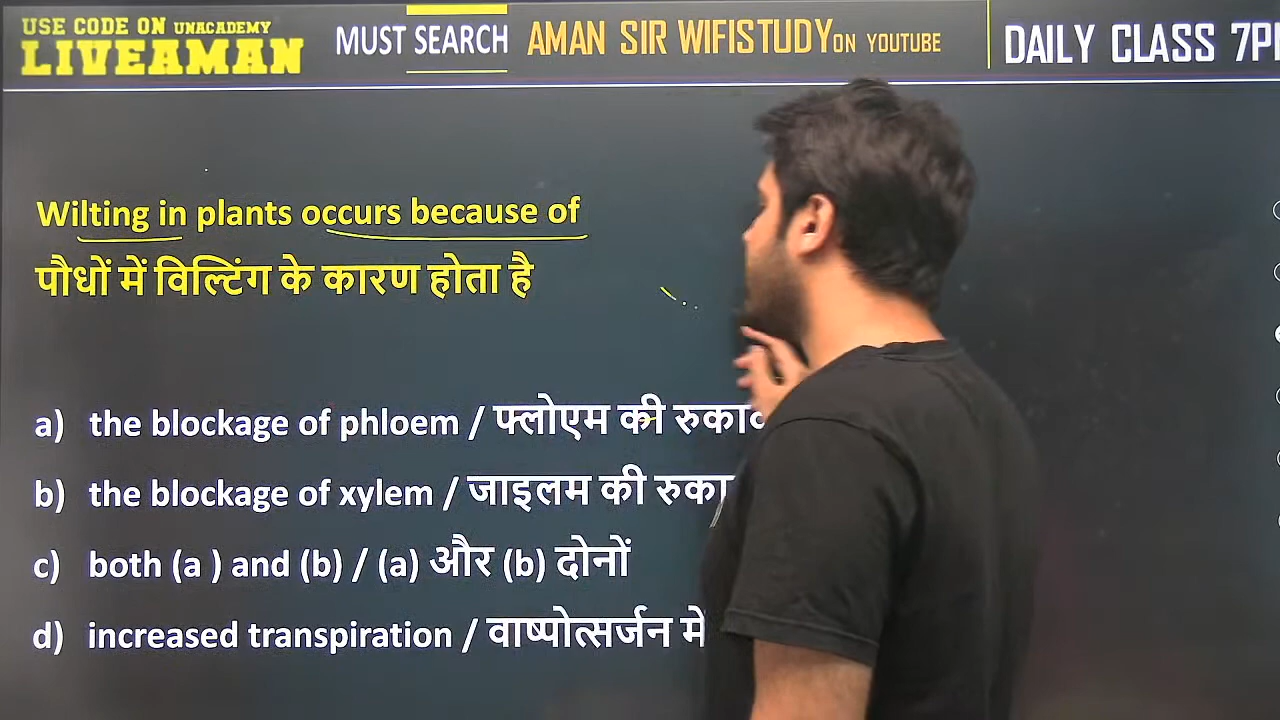 USE CODE ON UNACADEMY
LIVEAMAN
MUST SEARCH AMAN SIR WIFISTUDY ON YOUTUBE
DAILY CLASS
Wilting in plants occurs because of
पौधों में विल्टिंग के कारण होता है
a) the blockage of phloem / फ्लोएम की
b) the blockage of xylem / जाइलम की
c) both (a ) and (b) / (a) और (b) दोनों
d) increased transpiration / वाष्पोत्सर्जन में